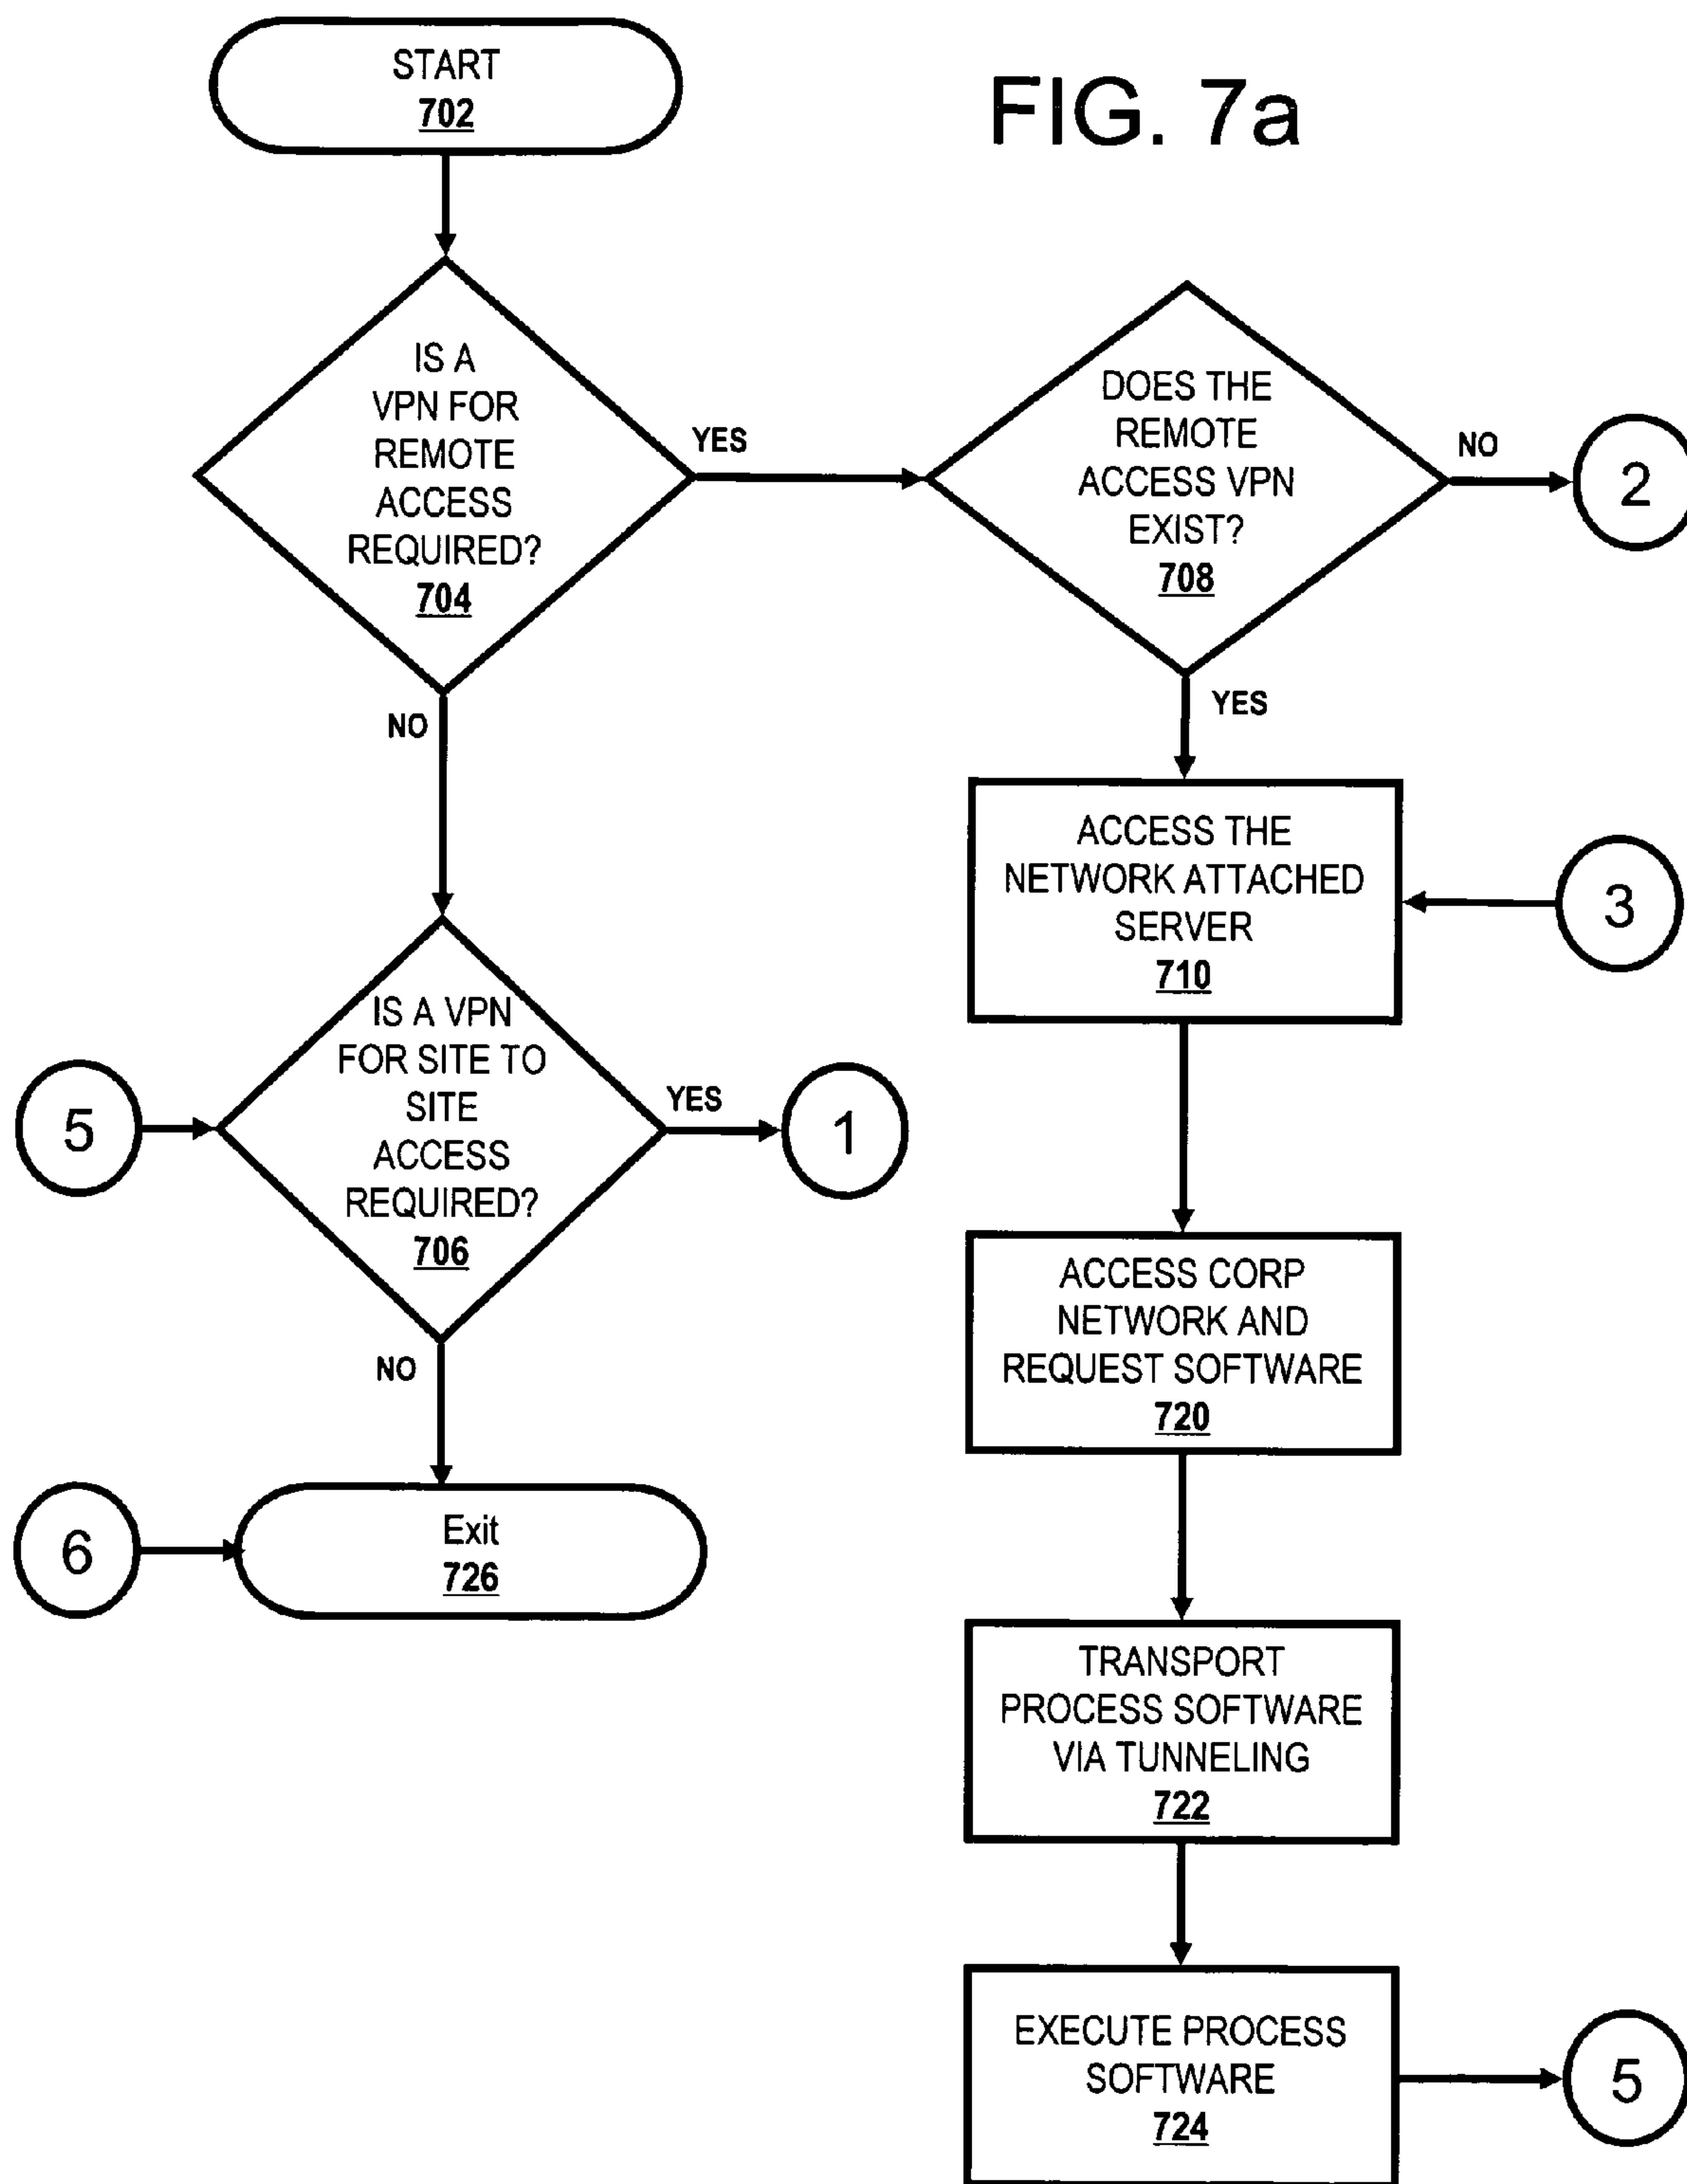 START
702
FIG. 7a
IS A
VPN FOR
REMOTE
ACCESS
REQUIRED?
704
YES
NO
DOES THE
REMOTE
ACCESS VPN
EXIST?
708
NO
2
YES
ACCESS THE
NETWORK ATTACHED
SERVER
710
3
5
IS A VPN
FOR SITE TO
SITE
ACCESS
REQUIRED?
706
YES
1
NO
ACCESS CORP
NETWORK AND
REQUEST SOFTWARE
720
6
Exit
726
TRANSPORT
PROCESS SOFTWARE
VIA TUNNELING
722
EXECUTE PROCESS
SOFTWARE
724
5